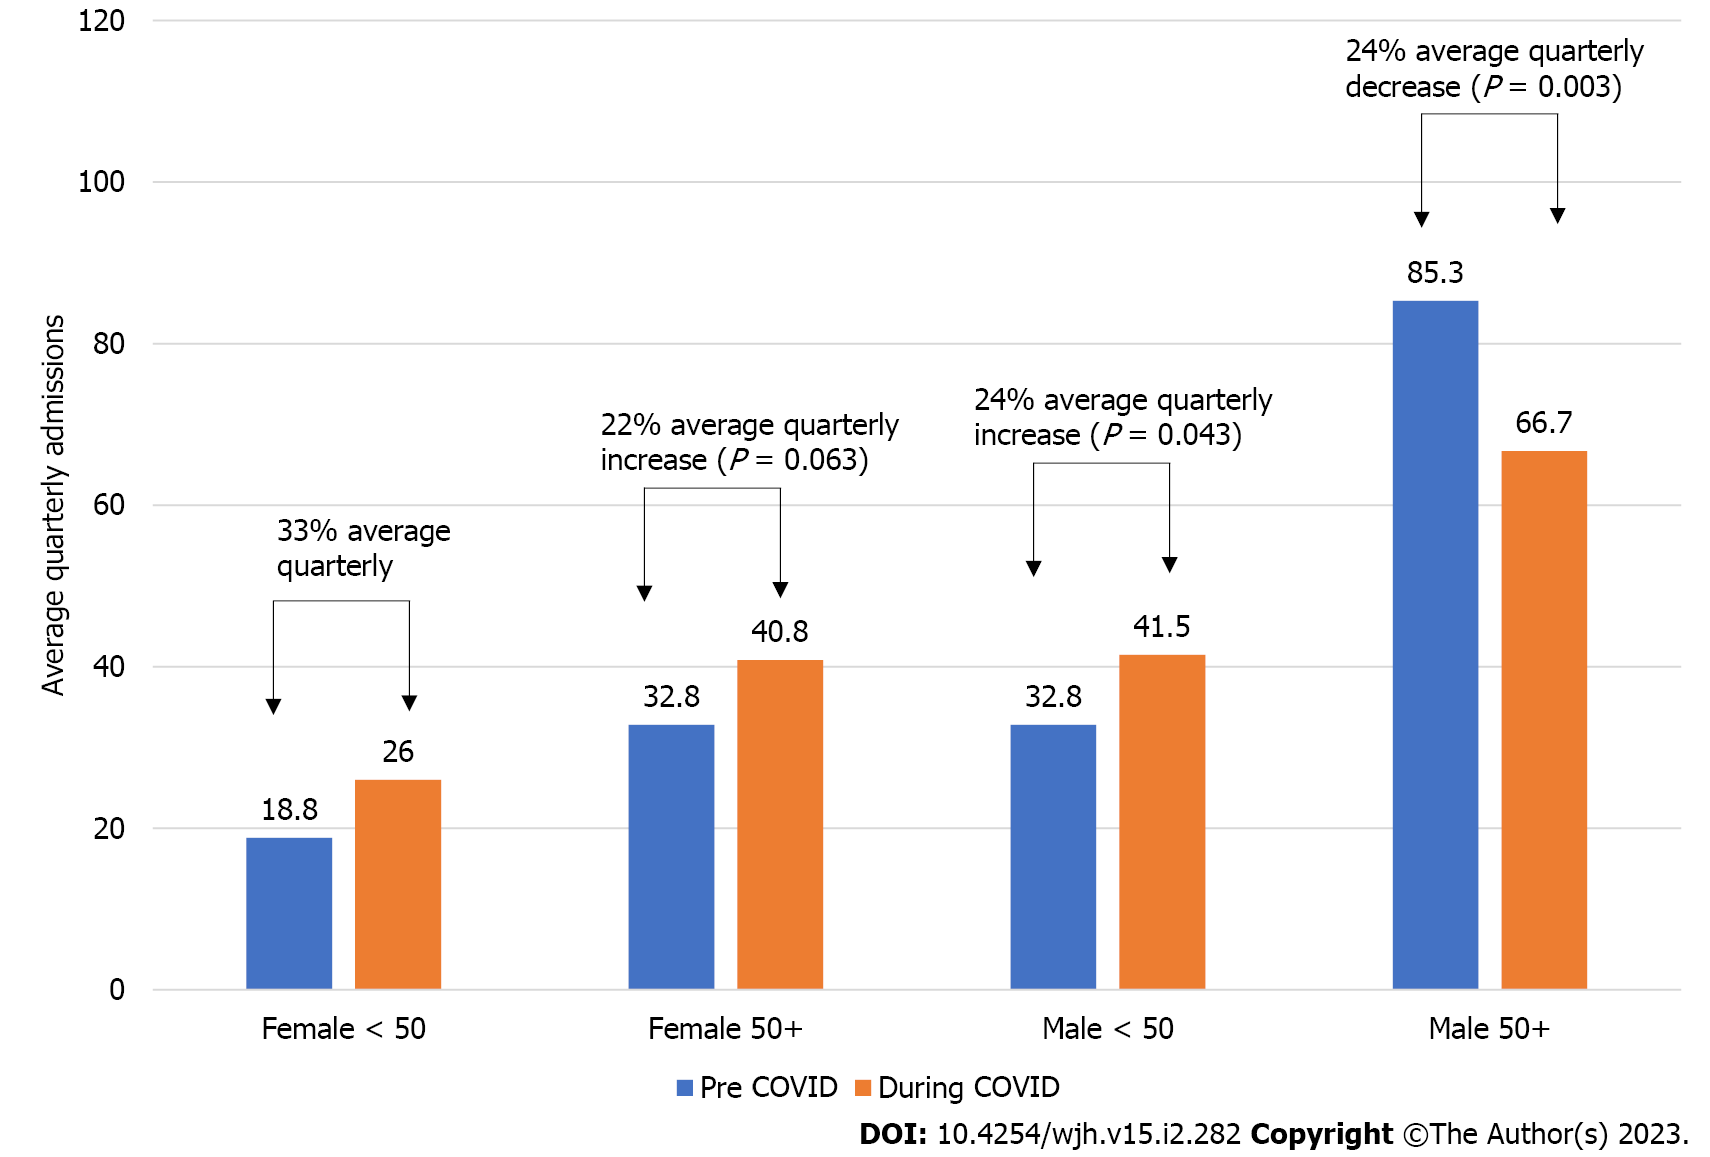 120
100
80
60
40
20
0
Average quarterly admissions
24% average quarterly
decrease (P = 0.003)
85.3
66.7
24% average quarterly
increase (P = 0.043)
22% average quarterly
increase (P = 0.063)
33% average
quarterly
18.8
26
32.8
40.8
32.8
41.5
Female < 50
Female 50+
Male < 50
Male 50+
Pre COVID
During COVID
DOI: 10.4254/wjh.v15.i2.282 Copyright ©The Author(s) 2023.